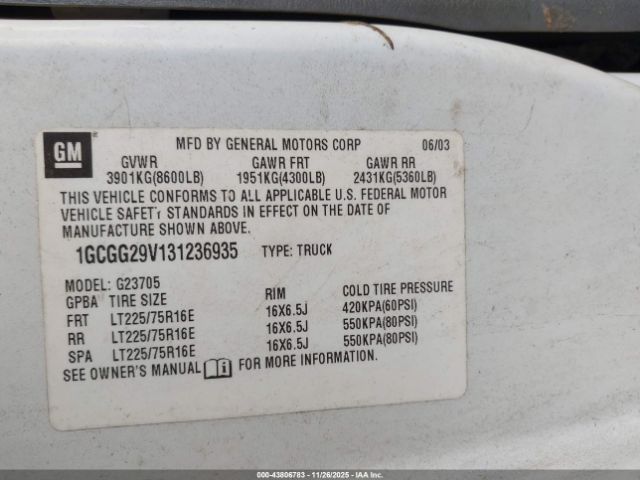 GM
MFD BY GENERAL MOTORS CORP 06/03
GVWR GAWR FRT GAWR RR
3901KG(8600LB) 1951KG(4300LB) 2431KG(5360LB)
THIS VEHICLE CONFORMS TO ALL APPLICABLE U.S. FEDERAL MOTOR
VEHICLE SAFETY STANDARDS IN EFFECT ON THE DATE OF
MANUFACTURE SHOWN ABOVE.
1GCGG29V131236935 TYPE: TRUCK
MODEL: G23705
GPBA TIRE SIZE RIM COLD TIRE PRESSURE
FRT LT225/75R16E 16X6.5J 420KPA(60PSI)
RR LT225/75R16E 16X6.5J 550KPA(80PSI)
SPA LT225/75R16E 16X6.5J 550KPA(80PSI)
SEE OWNER'S MANUAL FOR MORE INFORMATION.
000-43806783 - 11/26/2025 - IAA Inc.